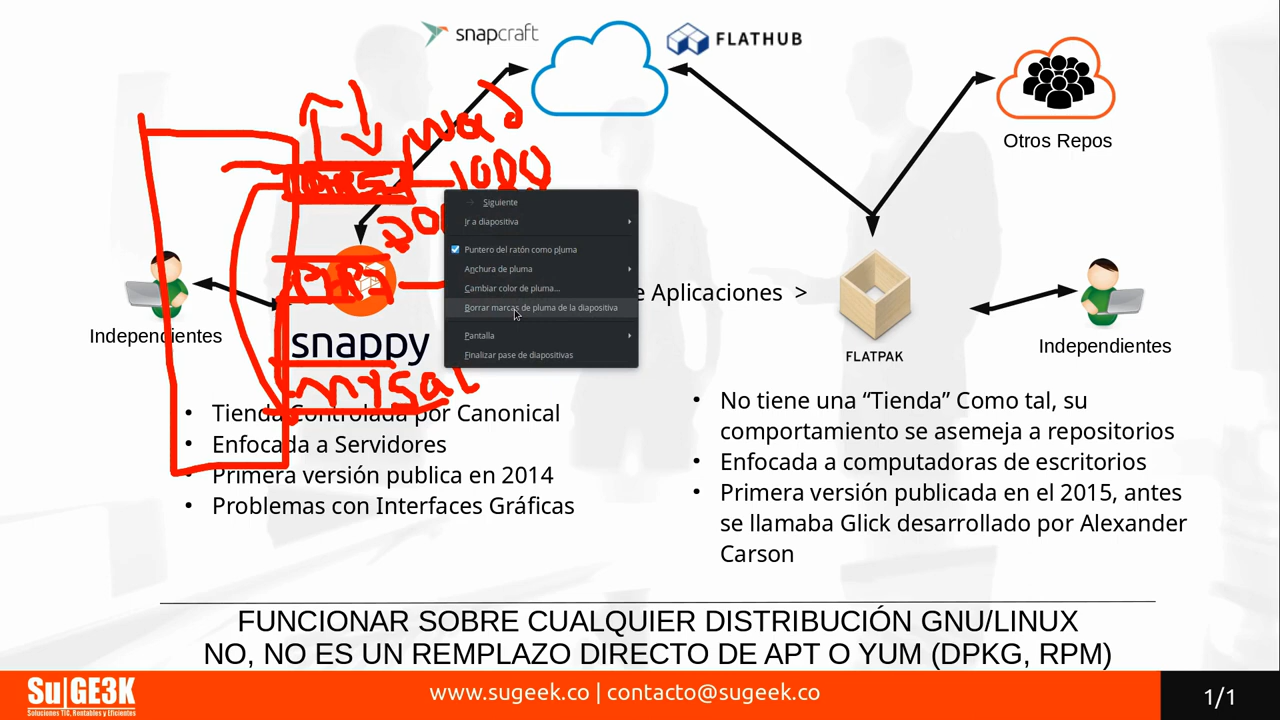 snapcraft
FLATHUB
Otros Repos
1000
Siguiente
Ir a diapositiva
Puntero del ratón como pluma
Anchura de pluma
Cambiar color de pluma...
Borrar marcas de pluma de la diapositiva
Pantalla
Finalizar pase de diapositivas
e Aplicaciones >
Independientes
snappy
FLATPAK
Independientes
MYSQL
• Tienda Controlada por Canonical
• Enfocada a Servidores
• Primera versión publica en 2014
• Problemas con Interfaces Gráficas
• No tiene una “Tienda” Como tal, su
comportamiento se asemeja a repositorios
• Enfocada a computadoras de escritorios
• Primera versión publicada en el 2015, antes
se llamaba Glick desarrollado por Alexander
Carson
FUNCIONAR SOBRE CUALQUIER DISTRIBUCIÓN GNU/LINUX
NO, NO ES UN REMPLAZO DIRECTO DE APT O YUM (DPKG, RPM)
Su|GE3K
Soluciones TIC, Rentables y Eficientes
www.sugeek.co | contacto@sugeek.co
1/1